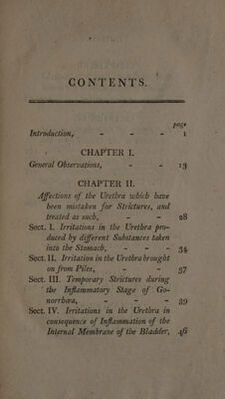 CONTENTS.
page
Introduction, - - - 1
CHAPTER I.
General Observations, - - 13
CHAPTER II.
Affections of the Urethra which have
been mistaken for Strictures, and
treated as such, - - 28
Sect. I. Irritations in the Urethra pro-
duced by different Substances taken
into the Stomach, - - 34
Sect. II. Irritation in the Urethra brought
on from Piles, - - - 37
Sect. III. Temporary Strictures during
the Inflammatory Stage of Go-
norrhœa, - - - 39
Sect. IV. Irritations in the Urethra in
consequence of Inflammation of the
Internal Membrane of the Bladder, 46